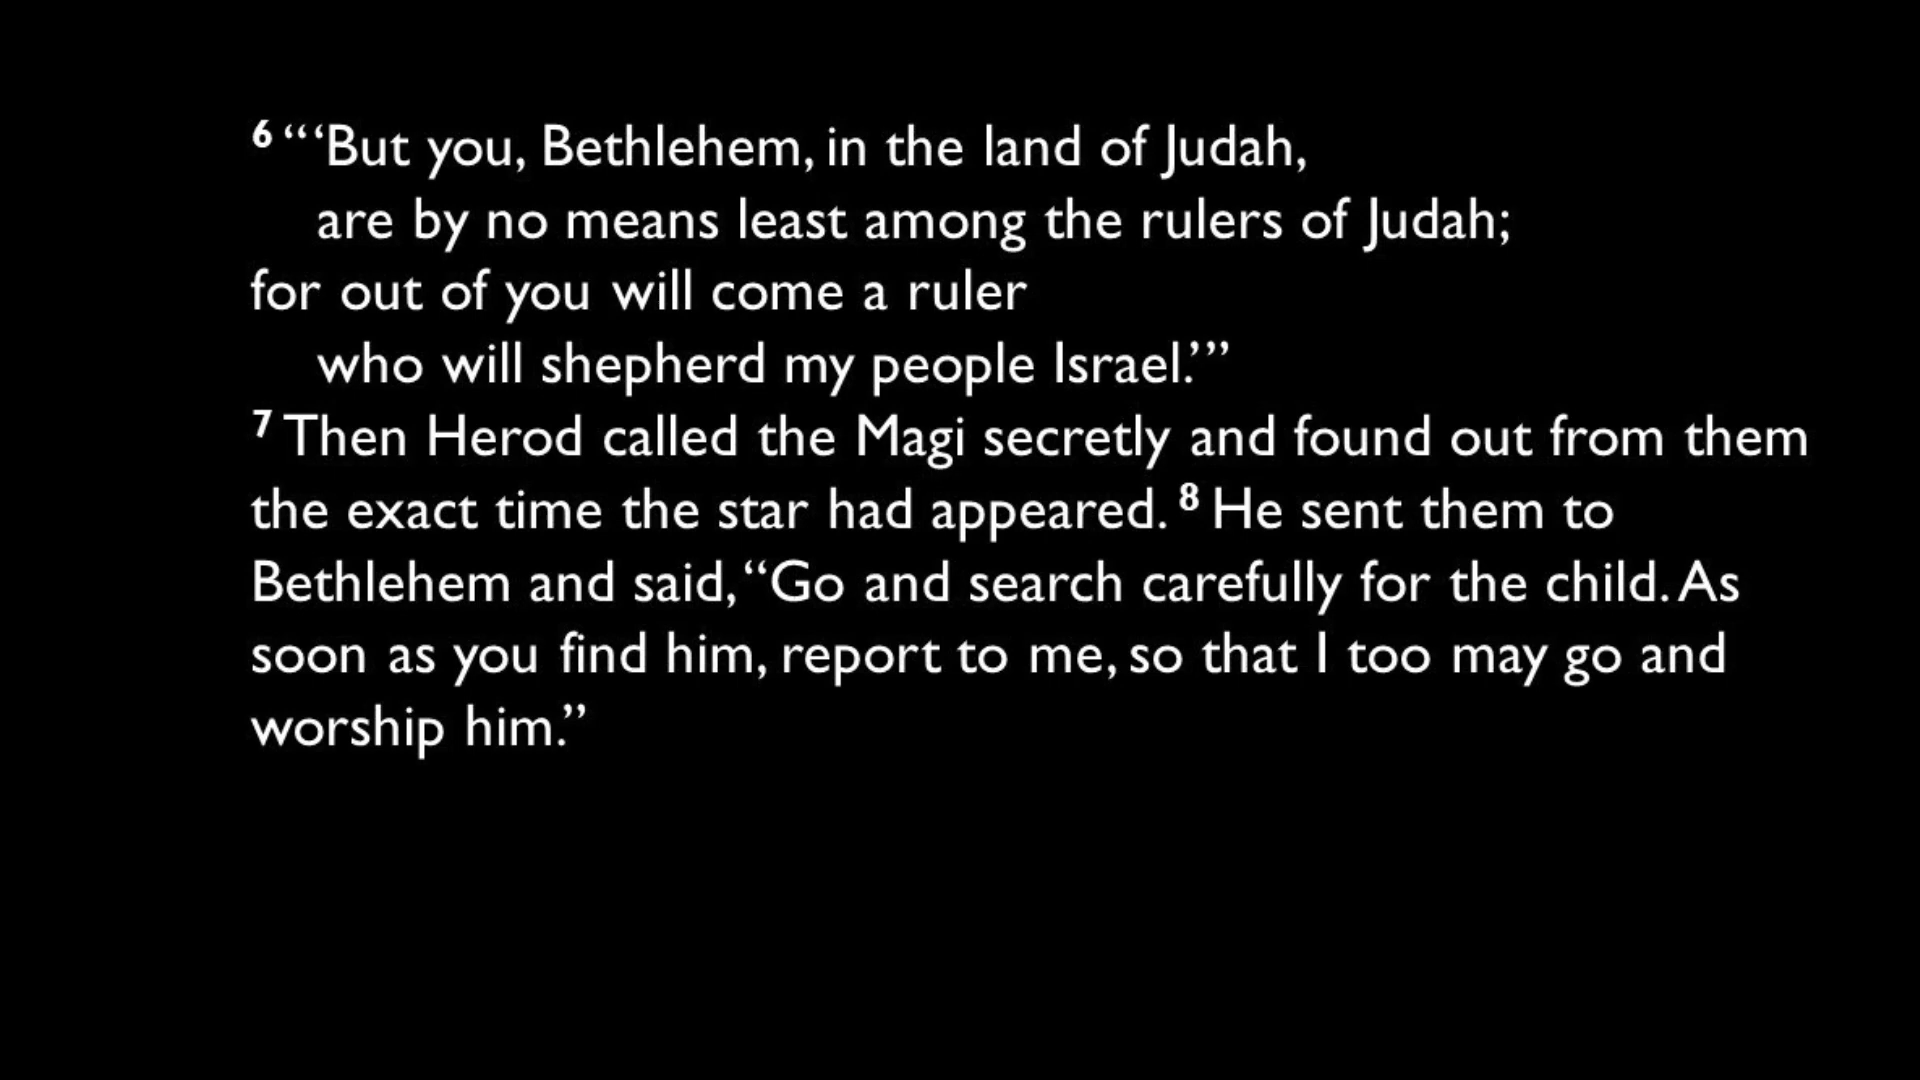 6 “‘But you, Bethlehem, in the land of Judah,
are by no means least among the rulers of Judah;
for out of you will come a ruler
who will shepherd my people Israel.’”
7 Then Herod called the Magi secretly and found out from them
the exact time the star had appeared. 8 He sent them to
Bethlehem and said, “Go and search carefully for the child. As
soon as you find him, report to me, so that I too may go and
worship him.”